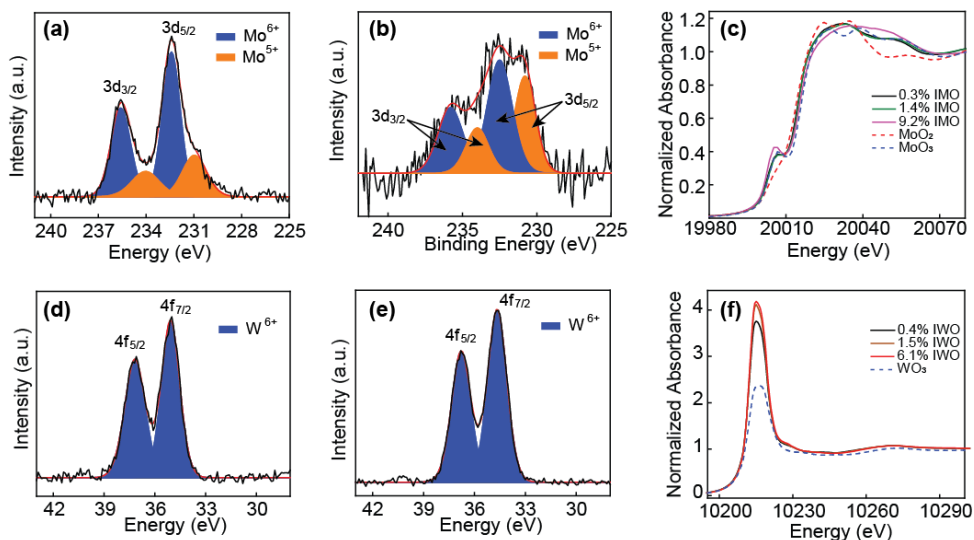 (a)
3d5/2
3d3/2
Mo6+
Mo5+
Intensity (a.u.)
240 237 234 231 228 225
Energy (eV)
(b)
Mo6+
Mo5+
3d3/2
3d5/2
Intensity (a.u.)
240 235 230 225
Binding Energy (eV)
(c)
Normalized Absorbance
1.2
1.0
0.8
0.6
0.4
0.2
0.3% IMO
1.4% IMO
9.2% IMO
MoO2
MoO3
19980 20010 20040 20070
Energy (eV)
(d)
4f7/2
4f5/2
W 6+
Intensity (a.u.)
42 39 36 33 30
Energy (eV)
(e)
4f7/2
4f5/2
W 6+
Intensity (a.u.)
42 39 36 33 30
Energy (eV)
(f)
Normalized Absorbance
4
3
2
1
0
0.4% IWO
1.5% IWO
6.1% IWO
WO3
10200 10230 10260 10290
Energy (eV)